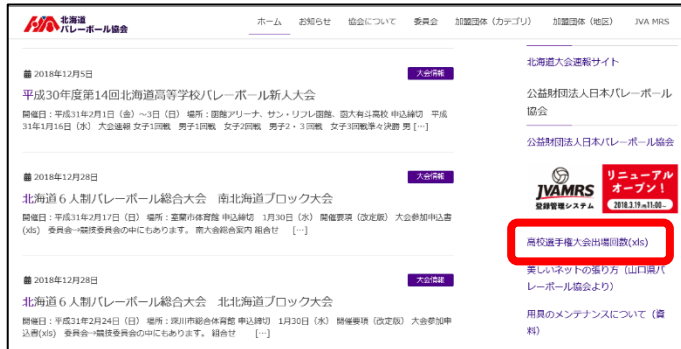 北海道
バレーボール協会
ホーム お知らせ 協会について 委員会 加盟団体（カテゴリ） 加盟団体（地区） JVA MRS
2018年12月5日
大会情報
平成30年度第14回北海道高等学校バレーボール新人大会
開催日：平成31年2月1日（金）～3日（日） 場所：函館アリーナ、サン・リフレ函館、函大有斗高校 申込締切 平成
31年1月16日（水） 大会速報 女子1回戦 男子1回戦 女子2回戦 男子2・3回戦 女子3回戦準々決勝 男 […]
2018年12月28日
大会情報
北海道６人制バレーボール総合大会 南北海道ブロック大会
開催日：平成31年2月17日（日） 場所：室蘭市体育館 申込締切 1月30日（水） 開催要項（改定版） 大会参加申込書
(xls) 委員会→競技委員会の中にもあります。 南大会総合案内 組合せ […]
2018年12月28日
大会情報
北海道６人制バレーボール総合大会 北北海道ブロック大会
開催日：平成31年2月24日（日） 場所：深川市総合体育館 申込締切 1月30日（水） 開催要項（改定版） 大会参加申
込書(xls) 委員会→競技委員会の中にもあります。 組合せ […]
北海道大会速報サイト
公益財団法人日本バレーボール
協会
公益財団法人日本バレーボール協会
JVAMRS
登録管理システム
リニューアル
オープン！
2018.3.19.m11:00-
高校選手権大会出場回数(xls)
美しいネットの張り方（山口県バ
レーボール協会より）
用具のメンテナンスについて（資
料）